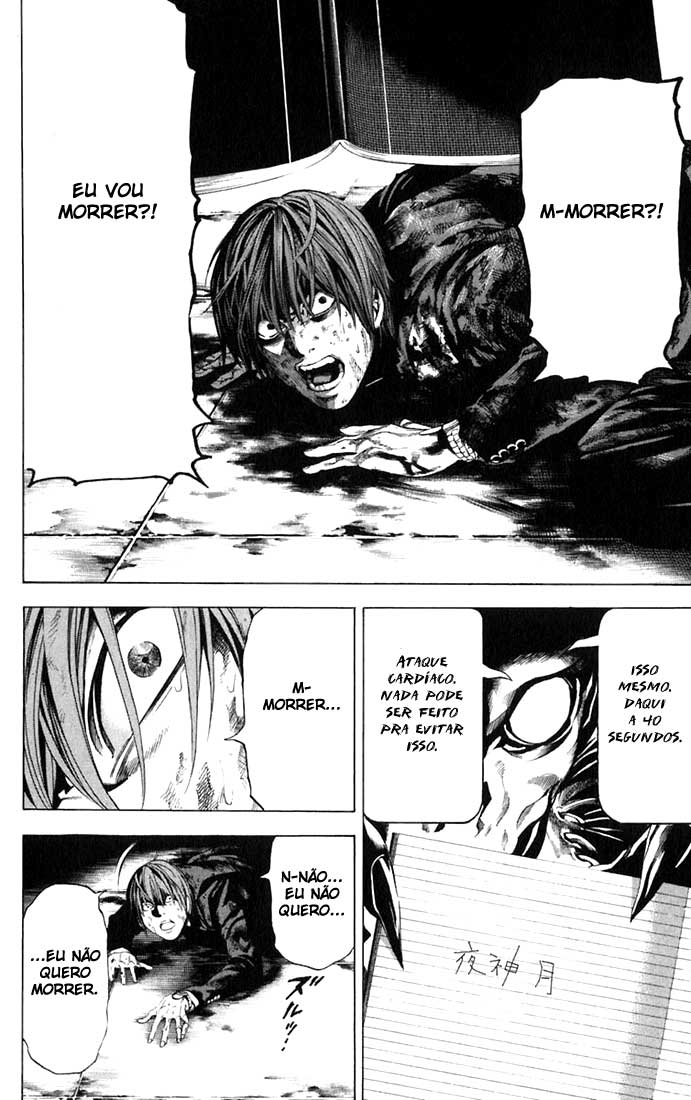 M-MORRER?!
EU VOU
MORRER?!
ISSO
MESMO.
DAQUI
A 40
SEGUNDOS.
ATAQUE
CARDÍACO.
NADA PODE
SER FEITO
PRA EVITAR
ISSO.
夜神月
M-
MORRER...
N-NÃO...
EU NÃO
QUERO...
...EU NÃO
QUERO
MORRER.
ズルッ!